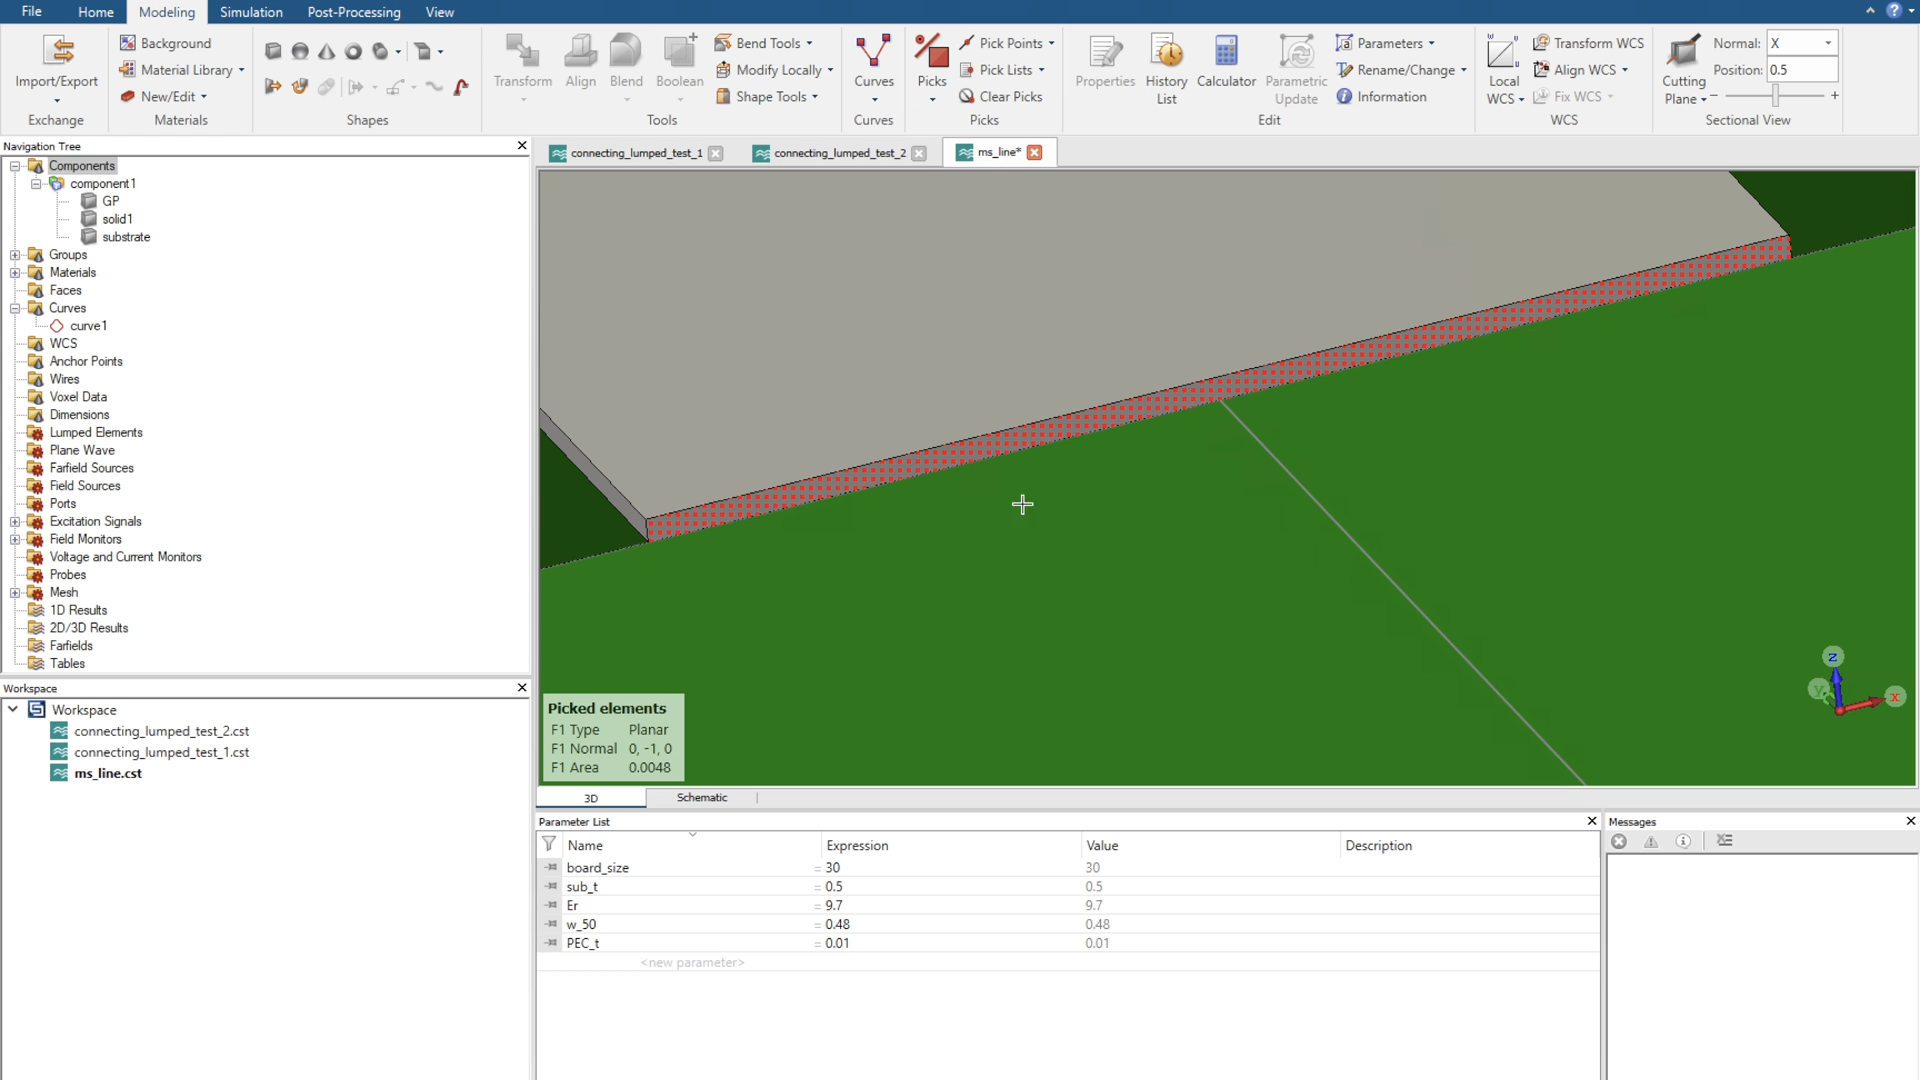 File Home Modeling Simulation Post-Processing View
Import/Export
Exchange
Background
Material Library
New/Edit
Materials
Shapes
Transform Align Blend Boolean
Bend Tools
Modify Locally
Shape Tools
Tools
Curves
Curves
Picks
Pick Points
Pick Lists
Clear Picks
Picks
Properties
History
List
Calculator
Parametric
Update
Parameters
Rename/Change
Information
Edit
Local
WCS
Transform WCS
Align WCS
Fix WCS
WCS
Cutting
Plane
Normal: X
Position: 0.5
Sectional View
Navigation Tree
Components
component1
GP
solid1
substrate
Groups
Materials
Faces
Curves
curve1
WCS
Anchor Points
Wires
Voxel Data
Dimensions
Lumped Elements
Plane Wave
Farfield Sources
Field Sources
Ports
Excitation Signals
Field Monitors
Voltage and Current Monitors
Probes
Mesh
1D Results
2D/3D Results
Farfields
Tables
Workspace
Workspace
connecting_lumped_test_2.cst
connecting_lumped_test_1.cst
ms_line.cst
connecting_lumped_test_1 connecting_lumped_test_2 ms_line*
Picked elements
F1 Type Planar
F1 Normal 0, -1, 0
F1 Area 0.0048
z
y
x
3D Schematic
Parameter List
Name Expression Value Description
board_size = 30 30
sub_t = 0.5 0.5
Er = 9.7 9.7
w_50 = 0.48 0.48
PEC_t = 0.01 0.01
<new parameter>
Messages